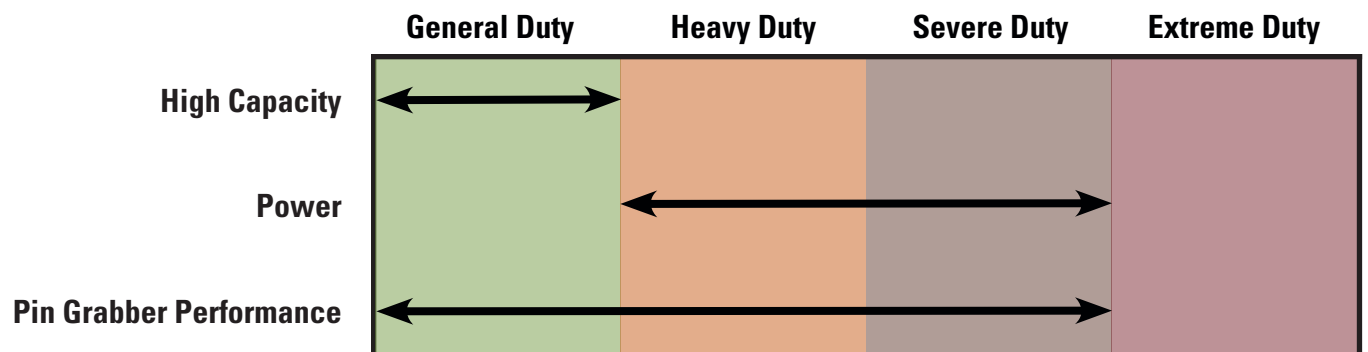 General Duty Heavy Duty Severe Duty Extreme Duty
High Capacity
Power
Pin Grabber Performance